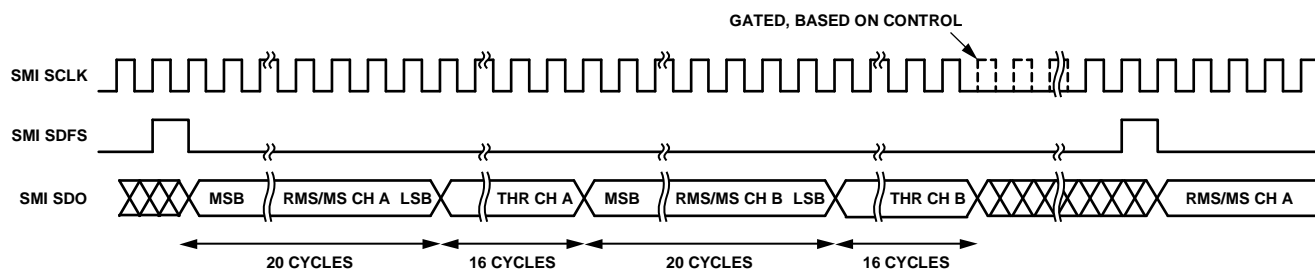 GATED, BASED ON CONTROL
SMI SCLK
SMI SDFS
SMI SDO
MSB RMS/MS CH A LSB THR CH A MSB RMS/MS CH B LSB THR CH B RMS/MS CH A
20 CYCLES 16 CYCLES 20 CYCLES 16 CYCLES